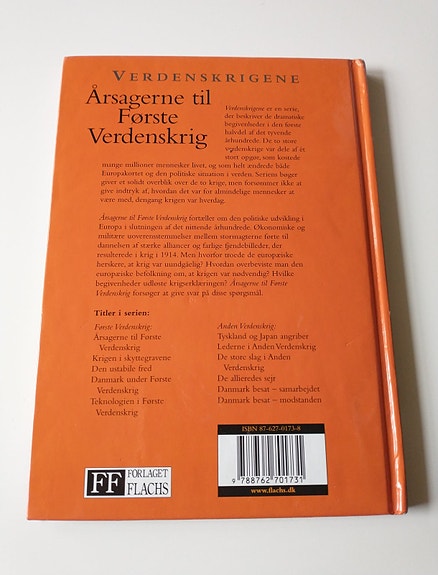 VERDENSKRIGENE
Årsagerne til
Første
Verdenskrig
Verdenskrigene er en serie,
der beskriver de dramatiske
begivenheder i den første
halvdel af det tyvende
århundrede. De to store
verdenskrige var dele af ét
stort opgør, som kostede
mange millioner mennesker livet, og som helt ændrede både
Europakortet og den politiske situation i verden. Seriens bøger
giver et solidt overblik over de to krige, men forsømmer ikke at
give indtryk af, hvordan det var for almindelige mennesker at
være med, dengang krigen var hverdag.
Årsagerne til Første Verdenskrig fortæller om den politiske udvikling i
Europa i slutningen af det nittende århundrede. Økonomiske og
militære uoverensstemmelser mellem stormagterne førte til
dannelsen af stærke alliancer og farlige fjendebilleder, der
resulterede i krig i 1914. Men hvorfor troede de europæiske
herskere, at krig var uundgåelig? Hvordan overbeviste man den
europæiske befolkning om, at krigen var nødvendig? Hvilke
begivenheder udløste krigserklæringen? Årsagerne til Første
Verdenskrig forsøger at give svar på disse spørgsmål.
Titler i serien:
Første Verdenskrig:
Årsagerne til Første
Verdenskrig
Krigen i skyttegravene
Den ustabile fred
Danmark under Første
Verdenskrig
Teknologien i Første
Verdenskrig
Anden Verdenskrig:
Tyskland og Japan angriber
Lederne i Anden Verdenskrig
De store slag i Anden
Verdenskrig
De allieredes sejr
Danmark besat – samarbejdet
Danmark besat – modstanden
FF
FORLAGET
FLACHS
ISBN 87-627-0173-8
9 788762 701731
www.flachs.dk